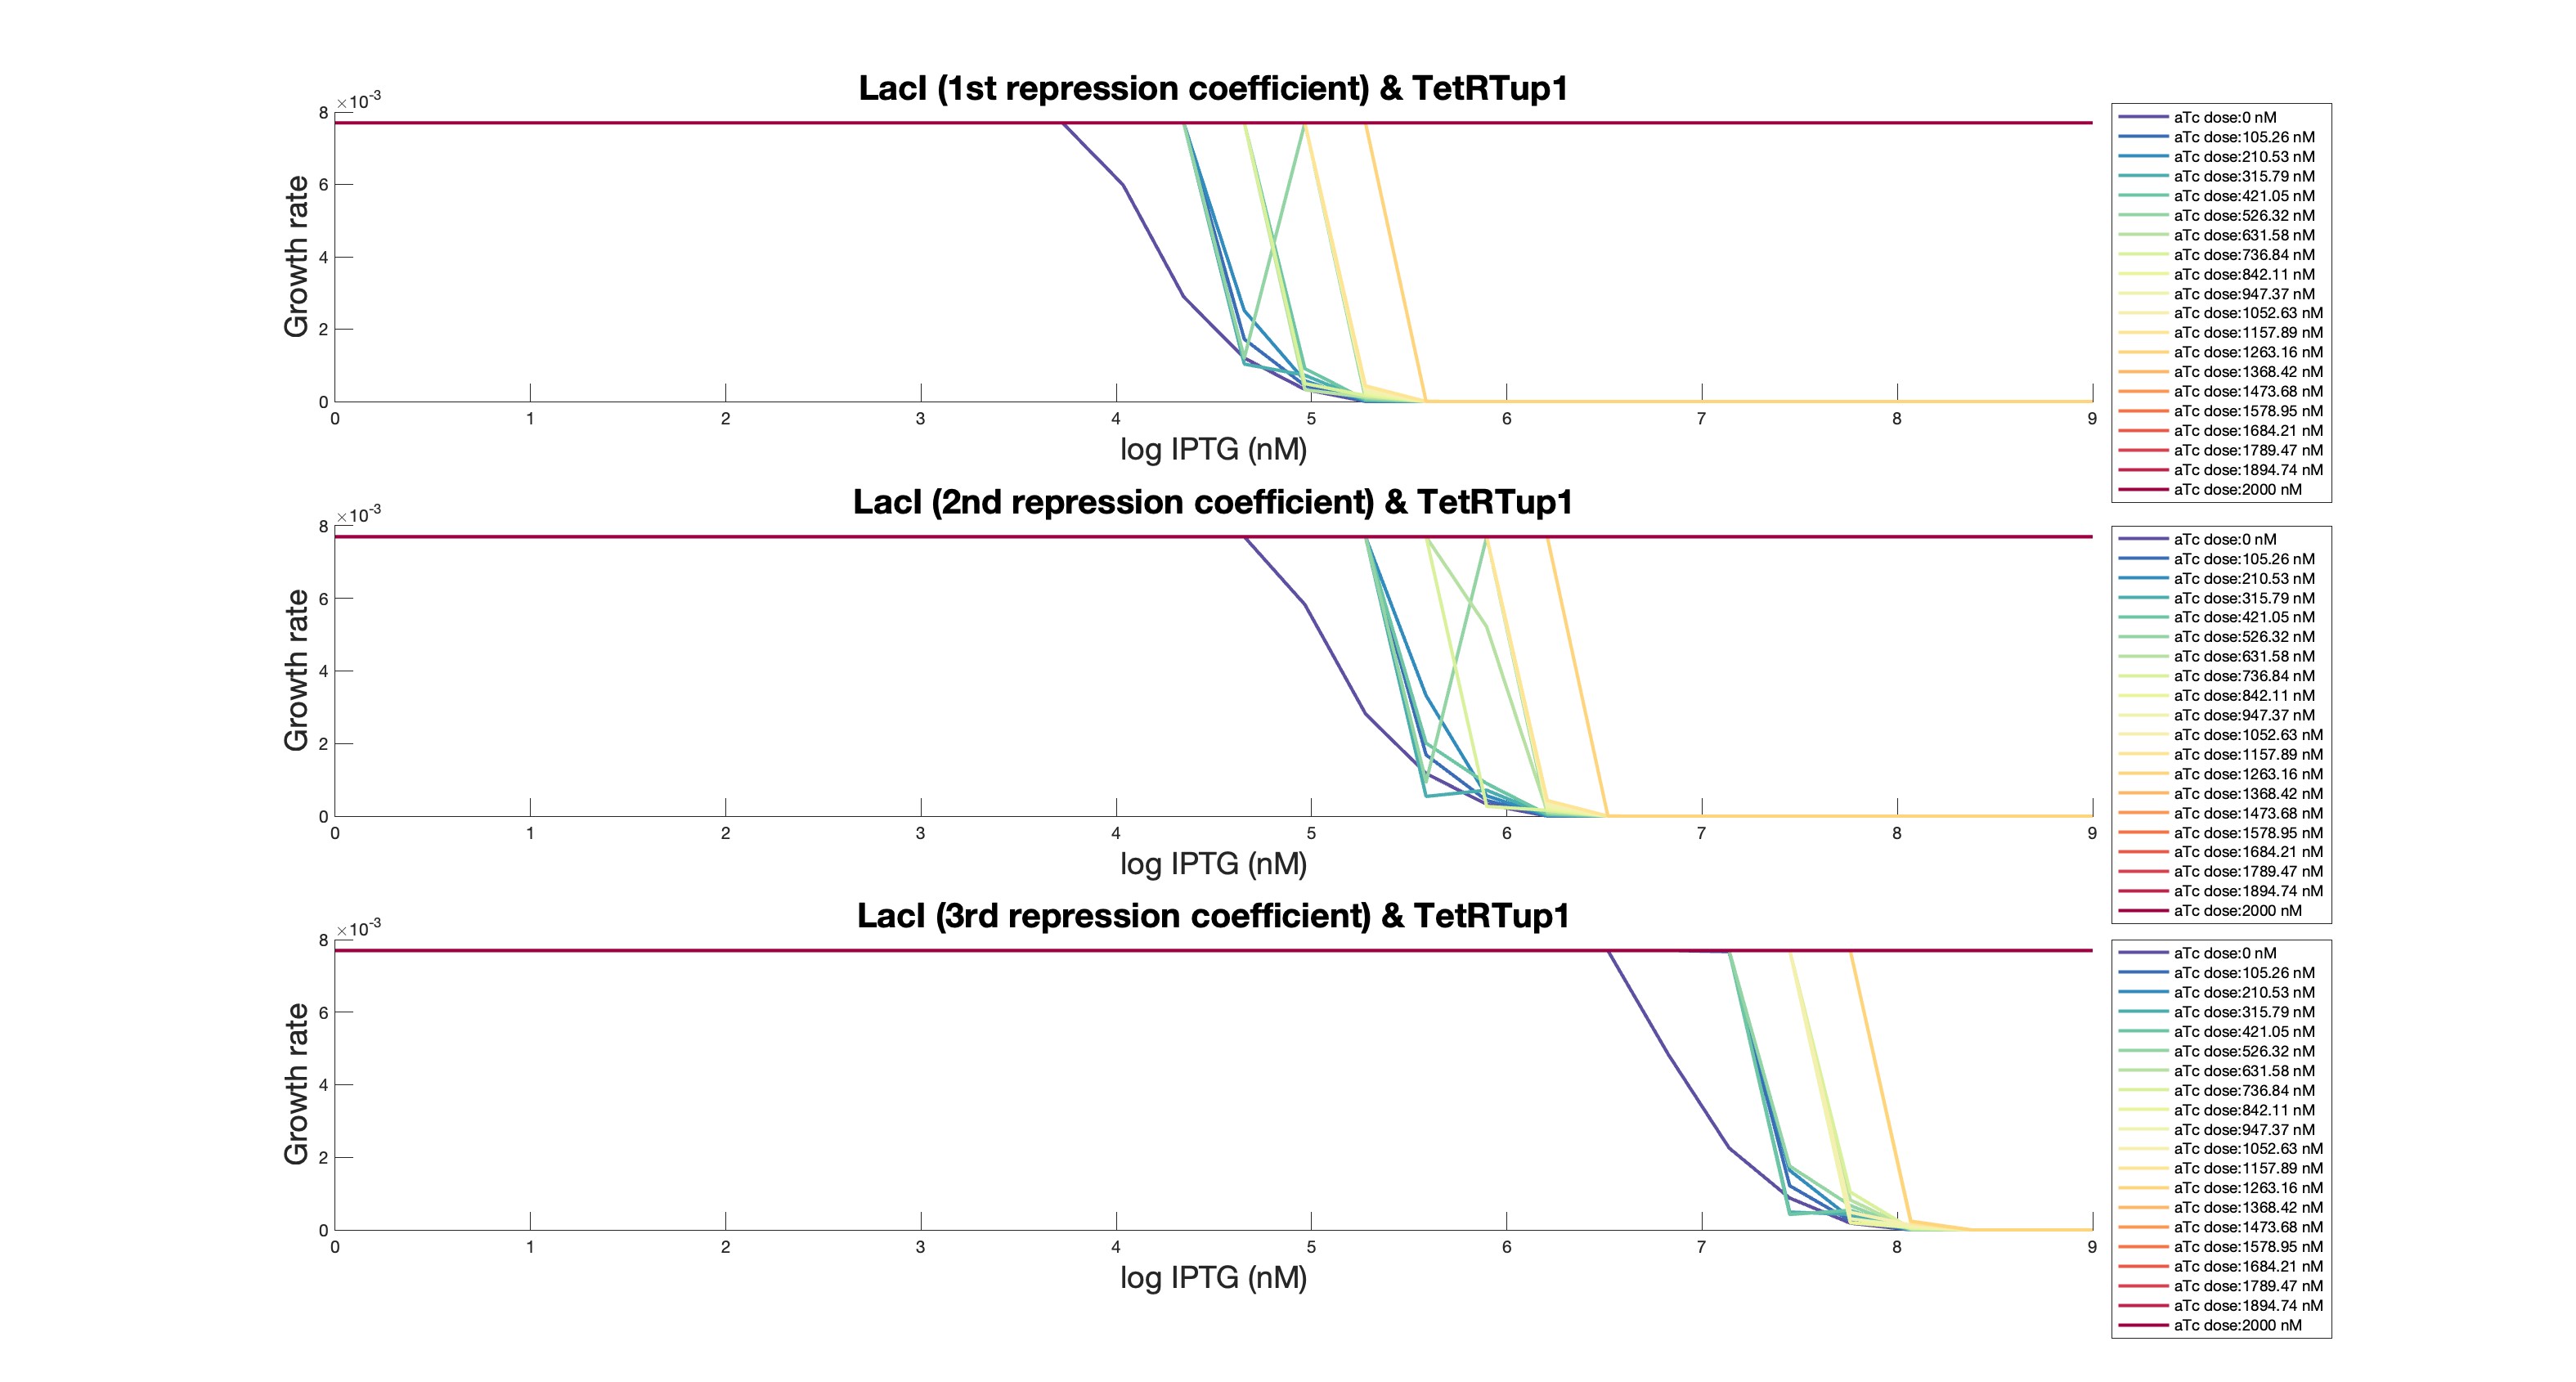 LacI (1st repression coefficient) & TetRTup1
×10-3
8
6
4
2
0
Growth rate
0 1 2 3 4 5 6 7 8 9
log IPTG (nM)
aTc dose:0 nM
aTc dose:105.26 nM
aTc dose:210.53 nM
aTc dose:315.79 nM
aTc dose:421.05 nM
aTc dose:526.32 nM
aTc dose:631.58 nM
aTc dose:736.84 nM
aTc dose:842.11 nM
aTc dose:947.37 nM
aTc dose:1052.63 nM
aTc dose:1157.89 nM
aTc dose:1263.16 nM
aTc dose:1368.42 nM
aTc dose:1473.68 nM
aTc dose:1578.95 nM
aTc dose:1684.21 nM
aTc dose:1789.47 nM
aTc dose:1894.74 nM
aTc dose:2000 nM
LacI (2nd repression coefficient) & TetRTup1
×10-3
8
6
4
2
0
Growth rate
0 1 2 3 4 5 6 7 8 9
log IPTG (nM)
aTc dose:0 nM
aTc dose:105.26 nM
aTc dose:210.53 nM
aTc dose:315.79 nM
aTc dose:421.05 nM
aTc dose:526.32 nM
aTc dose:631.58 nM
aTc dose:736.84 nM
aTc dose:842.11 nM
aTc dose:947.37 nM
aTc dose:1052.63 nM
aTc dose:1157.89 nM
aTc dose:1263.16 nM
aTc dose:1368.42 nM
aTc dose:1473.68 nM
aTc dose:1578.95 nM
aTc dose:1684.21 nM
aTc dose:1789.47 nM
aTc dose:1894.74 nM
aTc dose:2000 nM
LacI (3rd repression coefficient) & TetRTup1
×10-3
8
6
4
2
0
Growth rate
0 1 2 3 4 5 6 7 8 9
log IPTG (nM)
aTc dose:0 nM
aTc dose:105.26 nM
aTc dose:210.53 nM
aTc dose:315.79 nM
aTc dose:421.05 nM
aTc dose:526.32 nM
aTc dose:631.58 nM
aTc dose:736.84 nM
aTc dose:842.11 nM
aTc dose:947.37 nM
aTc dose:1052.63 nM
aTc dose:1157.89 nM
aTc dose:1263.16 nM
aTc dose:1368.42 nM
aTc dose:1473.68 nM
aTc dose:1578.95 nM
aTc dose:1684.21 nM
aTc dose:1789.47 nM
aTc dose:1894.74 nM
aTc dose:2000 nM